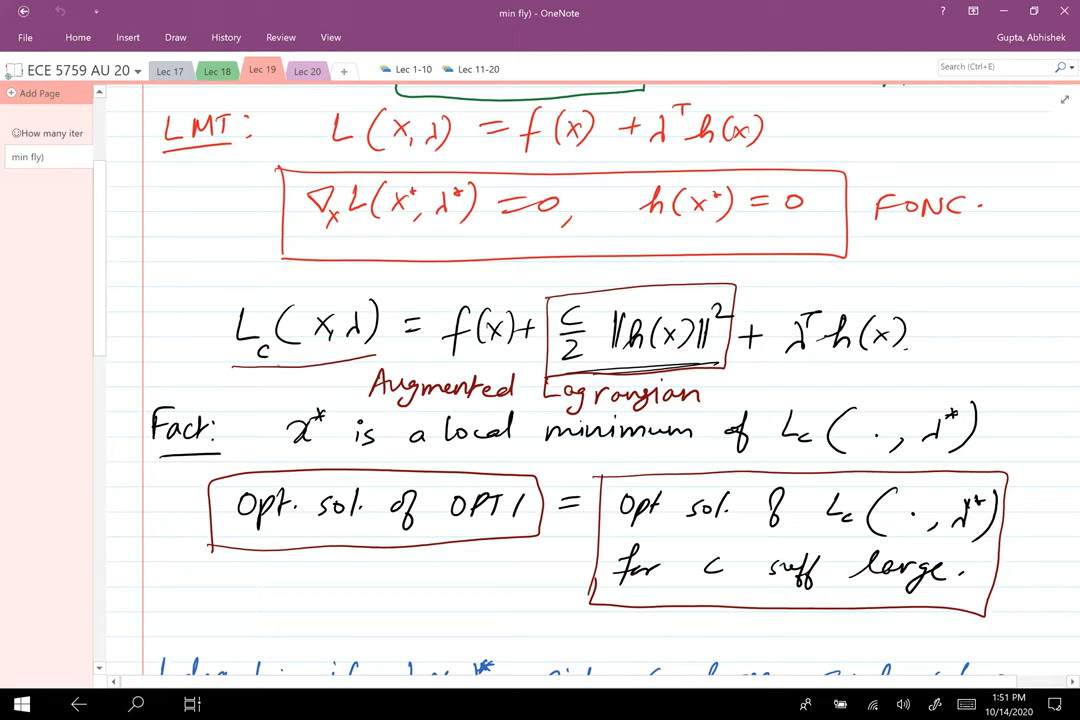 min fly) - OneNote
File Home Insert Draw History Review View Gupta, Abhishek
ECE 5759 AU 20 Lec 17 Lec 18 Lec 19 Lec 20 Lec 1-10 Lec 11-20 Search (Ctrl+E)
Add Page
How many iter
min fly)
LMT: L(x,λ) = f(x) + λᵀh(x)
∇ₓL(x*, λ*) = 0, h(x*) = 0 FONC.
L_c(x,λ) = f(x) + c/2 ||h(x)||² + λᵀh(x).
Augmented Lagrangian
Fact: x* is a local minimum of L_c(·, λ*)
Opt. sol. of OPT1 = Opt sol. of L_c(·, λ*)
for c suff large.
1:51 PM
10/14/2020